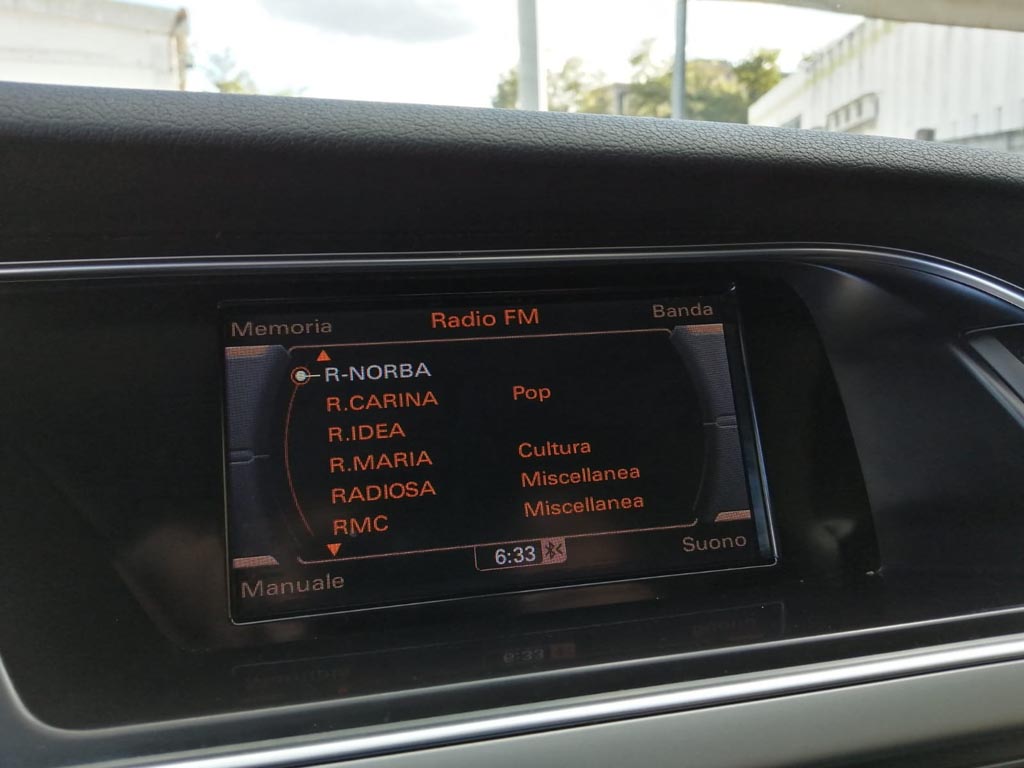 Memoria Radio FM Banda
R-NORBA
R.CARINA Pop
R.IDEA
R.MARIA Cultura
RADIOSA Miscellanea
RMC Miscellanea
Manuale 6:33 Suono